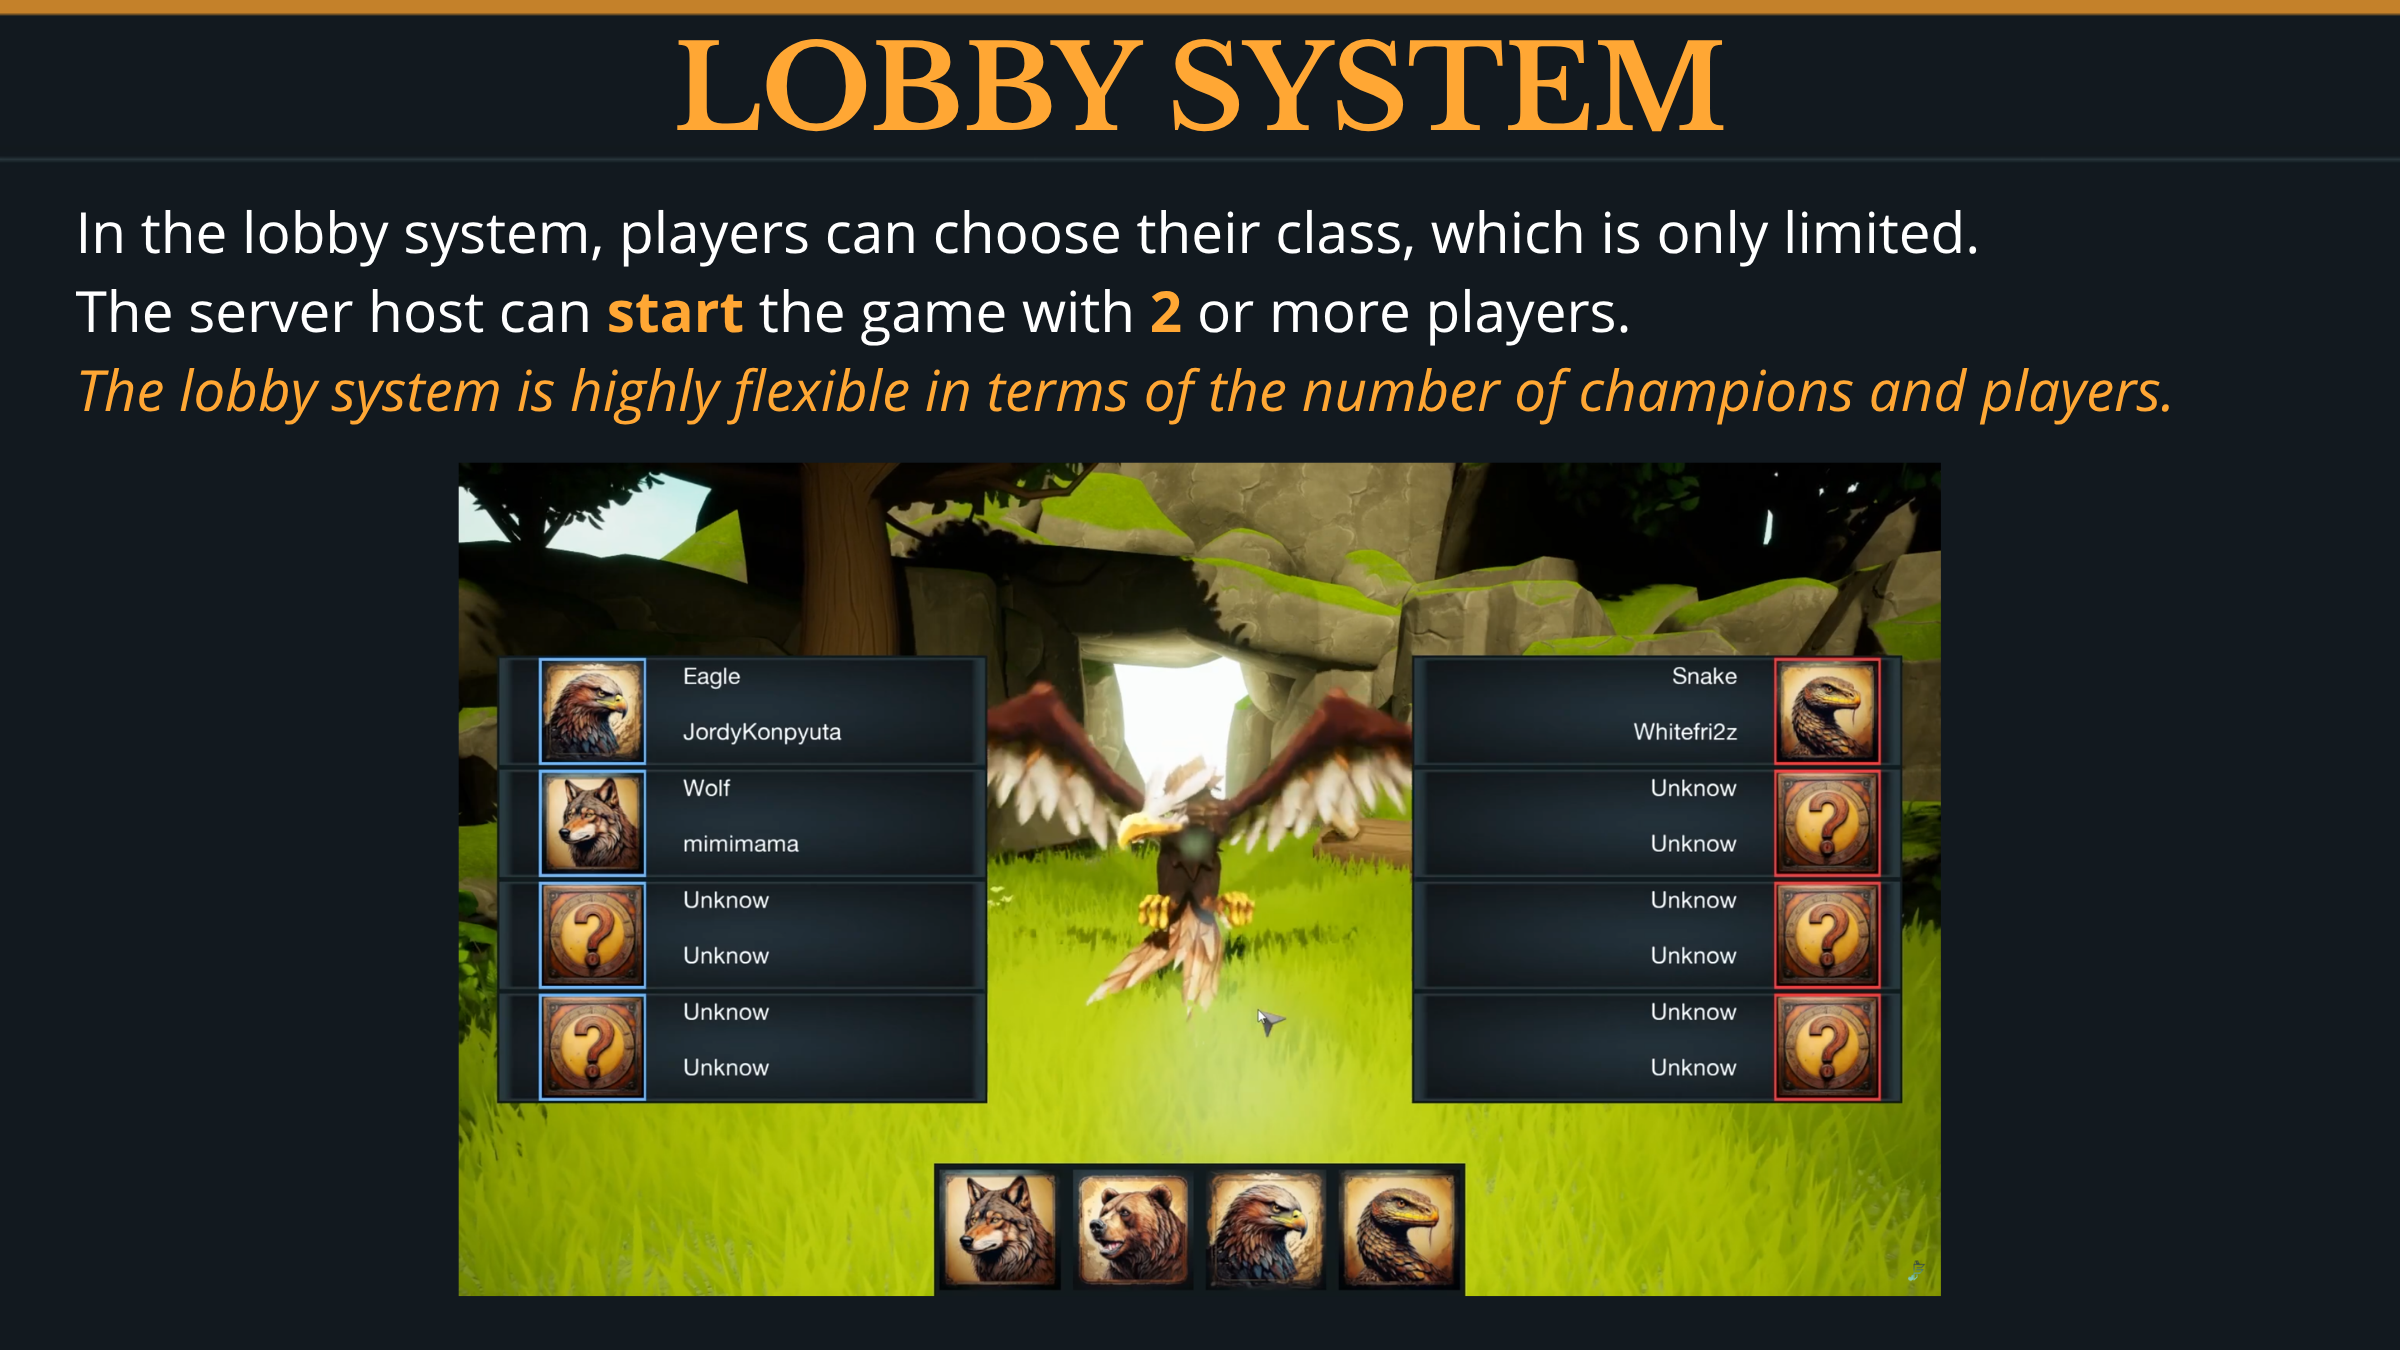 LOBBY SYSTEM
In the lobby system, players can choose their class, which is only limited.
The server host can start the game with 2 or more players.
The lobby system is highly flexible in terms of the number of champions and players.
Eagle
JordyKonpyuta
Wolf
mimimama
Unknow
Unknow
Unknow
Unknow
Snake
Whitefri2z
Unknow
Unknow
Unknow
Unknow
Unknow
Unknow